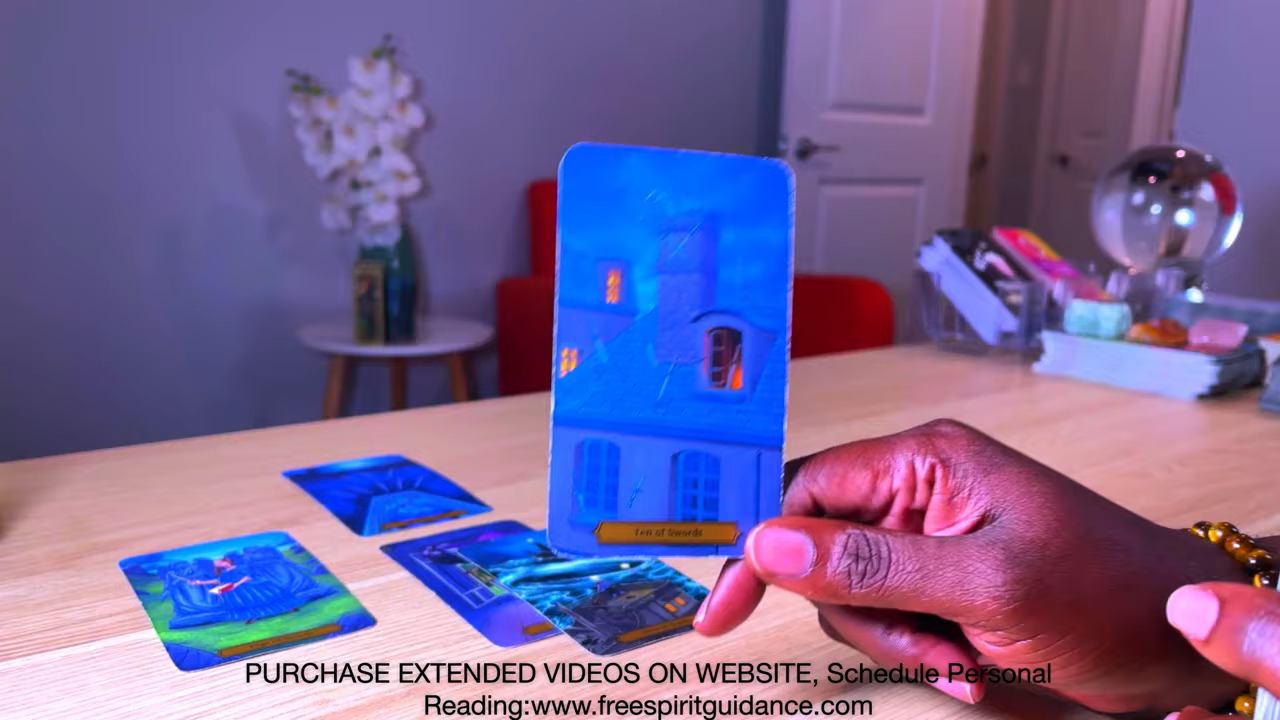 Ten of Swords
PURCHASE EXTENDED VIDEOS ON WEBSITE, Schedule Personal
Reading:www.freespiritguidance.com